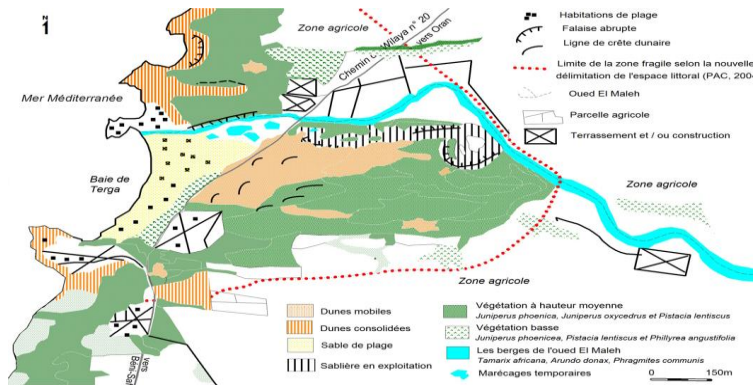 N
1
Zone agricole
Chemin de Wilaya n° 20
vers Oran
Mer Méditerranée
Baie de
Terga
Zone agricole
Zone agricole
vers
Habitations de plage
Falaise abrupte
Ligne de crête dunaire
Limite de la zone fragile selon la nouvelle
délimitation de l'espace littoral (PAC, 200
Oued El Maleh
Parcelle agricole
Terrassement et / ou construction
Dunes mobiles
Dunes consolidées
Sable de plage
Sablière en exploitation
Végétation à hauteur moyenne
Juniperus phoenica, Juniperus oxycedrus et Pistacia lentiscus
Végétation basse
Juniperus phoenica, Pistacia lentiscus et Phillyrea angustifolia
Les berges de l'oued El Maleh
Tamarix africana, Arundo donax, Phragmites communis
Marécages temporaires
0 150m